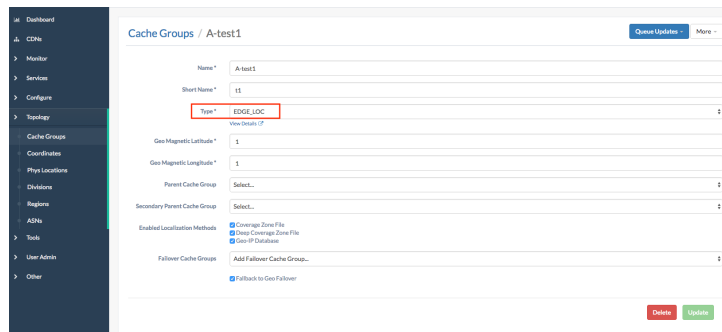 Dashboard
CDNs
Monitor
Services
Configure
Topology
Cache Groups
Coordinates
Phys Locations
Divisions
Regions
ASNs
Tools
User Admin
Other
Cache Groups / A-test1
Queue Updates
More
Name *
A-test1
Short Name *
t1
Type *
EDGE_LOC
View Details
Geo Magnetic Latitude *
1
Geo Magnetic Longitude *
1
Parent Cache Group
Select...
Secondary Parent Cache Group
Select...
Enabled Localization Methods
Coverage Zone File
Deep Coverage Zone File
Geo-IP Database
Failover Cache Groups
Add Failover Cache Group...
Fallback to Geo Failover
Delete
Update